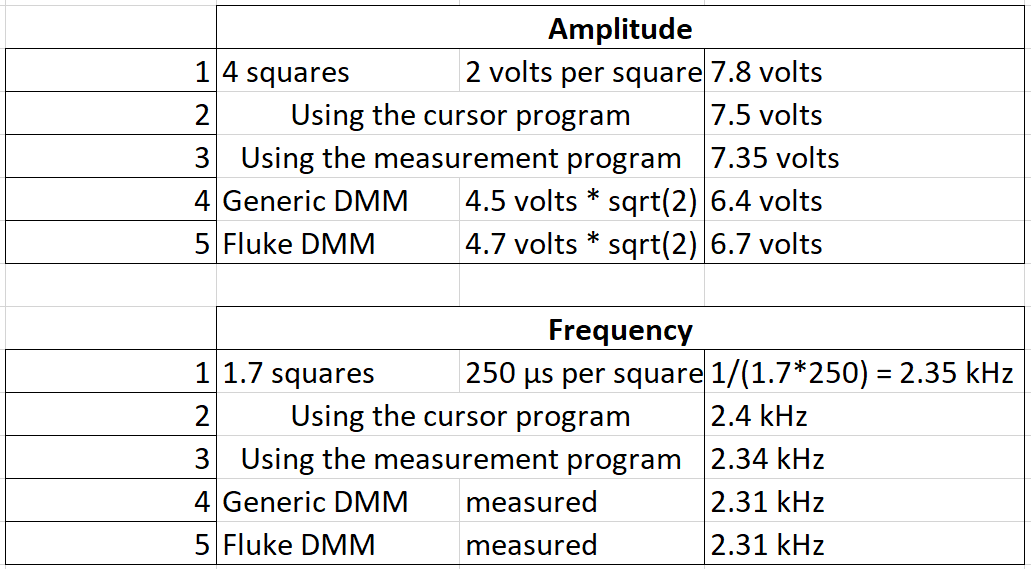 Amplitude
1 4 squares 2 volts per square 7.8 volts
2 Using the cursor program 7.5 volts
3 Using the measurement program 7.35 volts
4 Generic DMM 4.5 volts * sqrt(2) 6.4 volts
5 Fluke DMM 4.7 volts * sqrt(2) 6.7 volts
Frequency
1 1.7 squares 250 µs per square 1/(1.7*250) = 2.35 kHz
2 Using the cursor program 2.4 kHz
3 Using the measurement program 2.34 kHz
4 Generic DMM measured 2.31 kHz
5 Fluke DMM measured 2.31 kHz